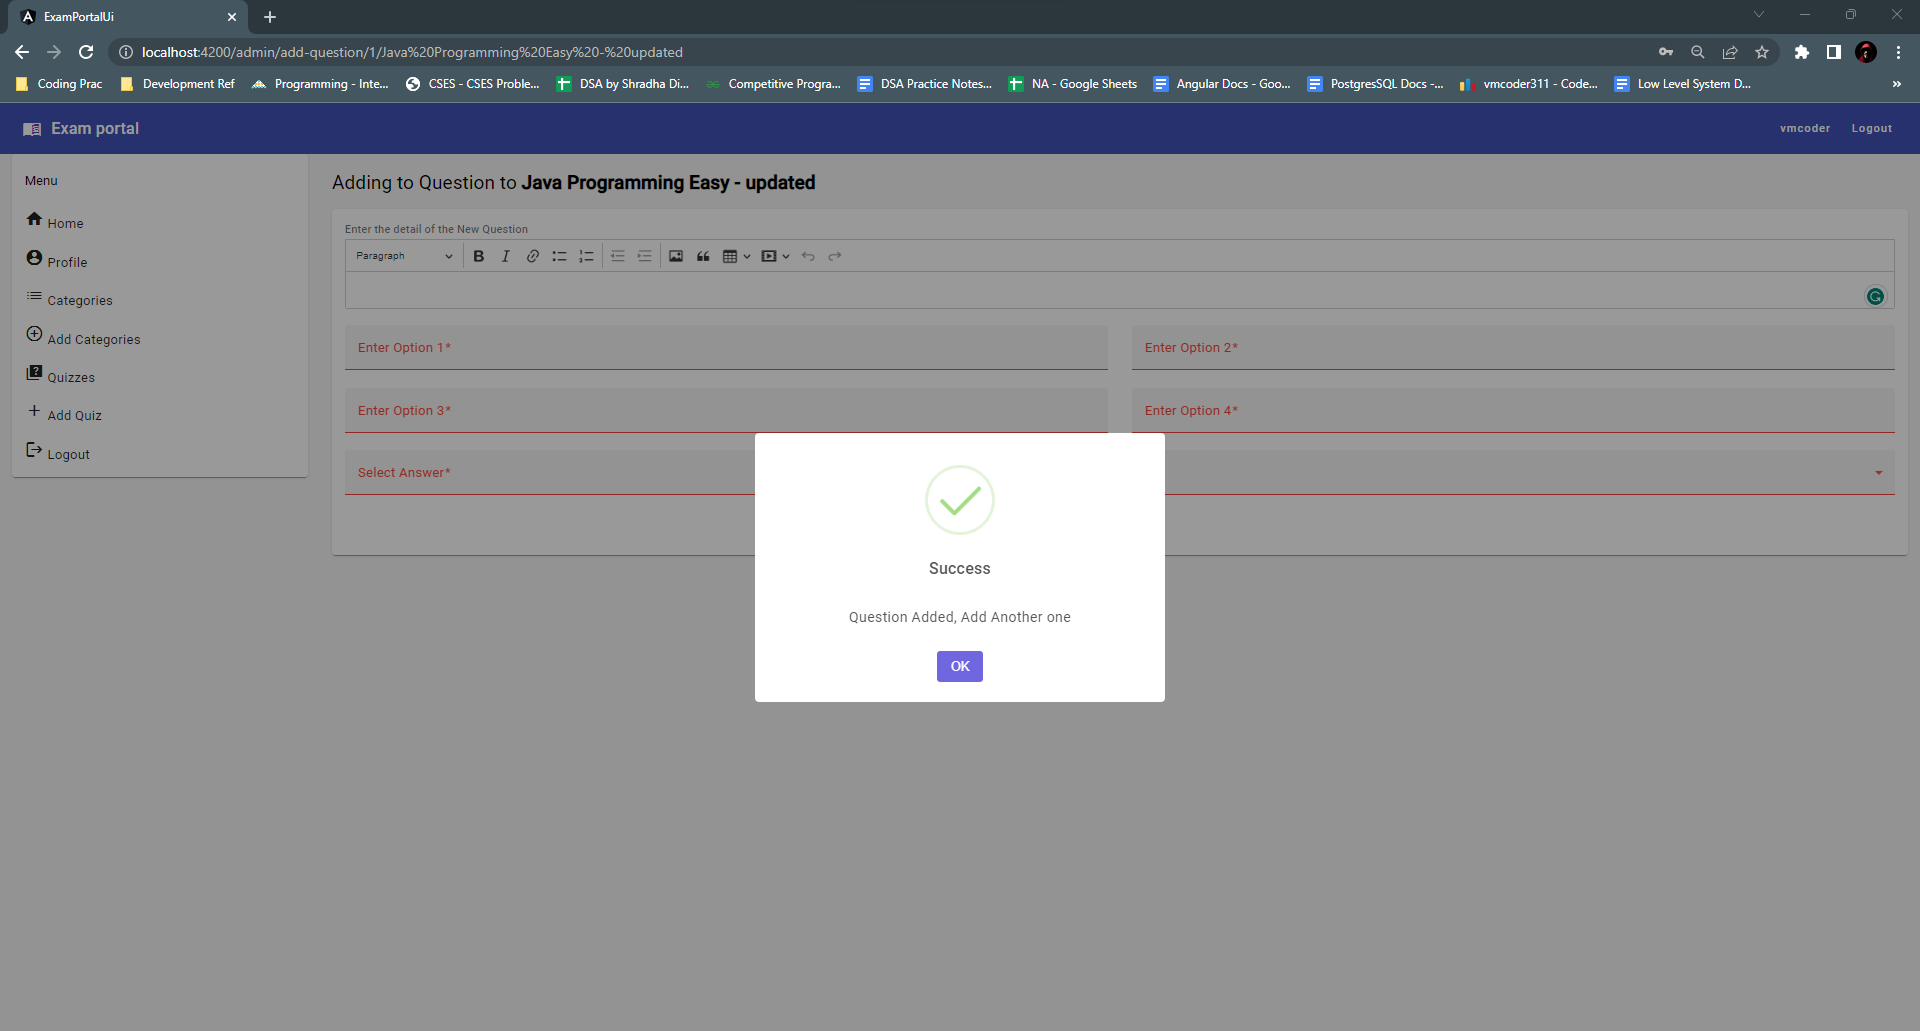 ExamPortalUi
localhost:4200/admin/add-question/1/Java%20Programming%20Easy%20-%20updated
Coding Prac
Development Ref
Programming - Inte...
CSES - CSES Proble...
DSA by Shradha Di...
Competitive Progra...
DSA Practice Notes...
NA - Google Sheets
Angular Docs - Goo...
PostgresSQL Docs -...
vmcoder311 - Code...
Low Level System D...
»
Exam portal
vmcoder
Logout
Menu
Home
Profile
Categories
Add Categories
Quizzes
Add Quiz
Logout
Adding to Question to Java Programming Easy - updated
Enter the detail of the New Question
Paragraph
Enter Option 1*
Enter Option 2*
Enter Option 3*
Enter Option 4*
Select Answer*
Success
Question Added, Add Another one
OK